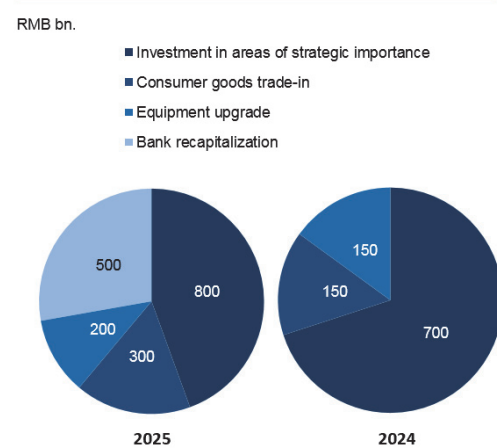 RMB bn.
Investment in areas of strategic importance
Consumer goods trade-in
Equipment upgrade
Bank recapitalization
500
800
200
300
150
150
700
2025
2024